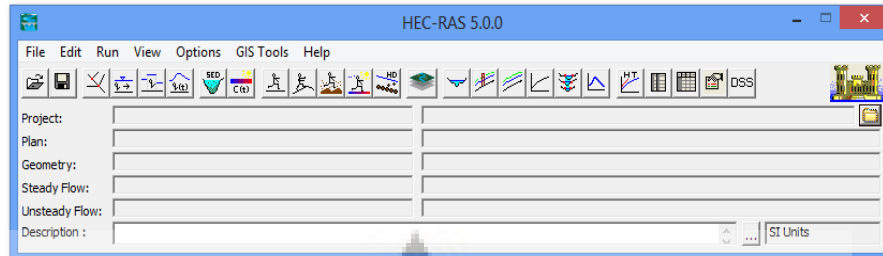 HEC-RAS 5.0.0
File Edit Run View Options GIS Tools Help
SED C(t) HD HT DSS
Project:
Plan:
Geometry:
Steady Flow:
Unsteady Flow:
Description : ... SI Units